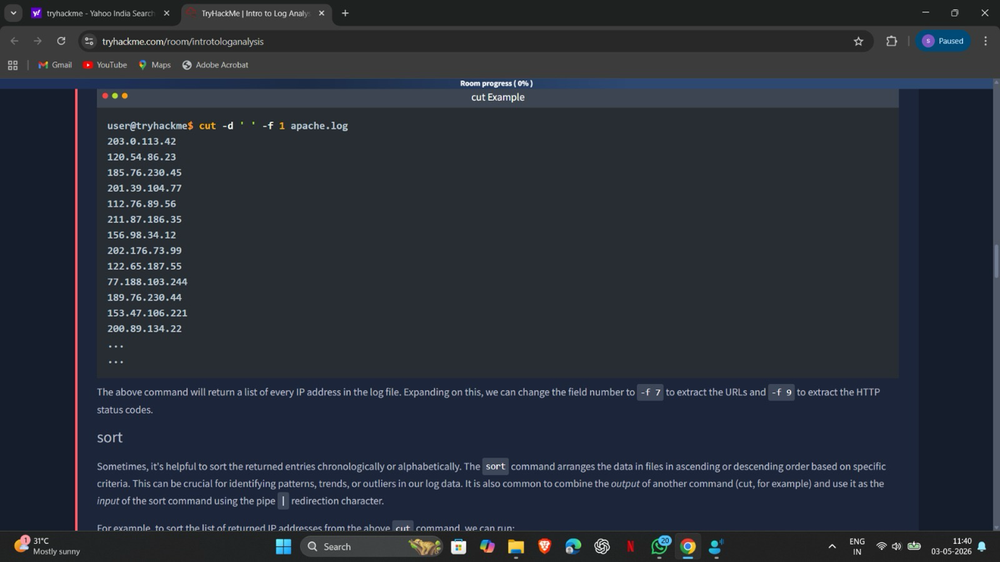 tryhackme - Yahoo India Search
TryHackMe | Intro to Log Analys
tryhackme.com/room/introtologanalysis
S Paused
Gmail YouTube Maps Adobe Acrobat
Room progress ( 0% )
cut Example
user@tryhackme$ cut -d ' ' -f 1 apache.log
203.0.113.42
120.54.86.23
185.76.230.45
201.39.104.77
112.76.89.56
211.87.186.35
156.98.34.12
202.176.73.99
122.65.187.55
77.188.103.244
189.76.230.44
153.47.106.221
200.89.134.22
...
...
The above command will return a list of every IP address in the log file. Expanding on this, we can change the field number to -f 7 to extract the URLs and -f 9 to extract the HTTP
status codes.
sort
Sometimes, it's helpful to sort the returned entries chronologically or alphabetically. The sort command arranges the data in files in ascending or descending order based on specific
criteria. This can be crucial for identifying patterns, trends, or outliers in our log data. It is also common to combine the output of another command (cut, for example) and use it as the
input of the sort command using the pipe | redirection character.
For example, to sort the list of returned IP addresses from the above cut command, we can run:
1
31°C
Mostly sunny
Search
20
ENG
IN
11:40
03-05-2026